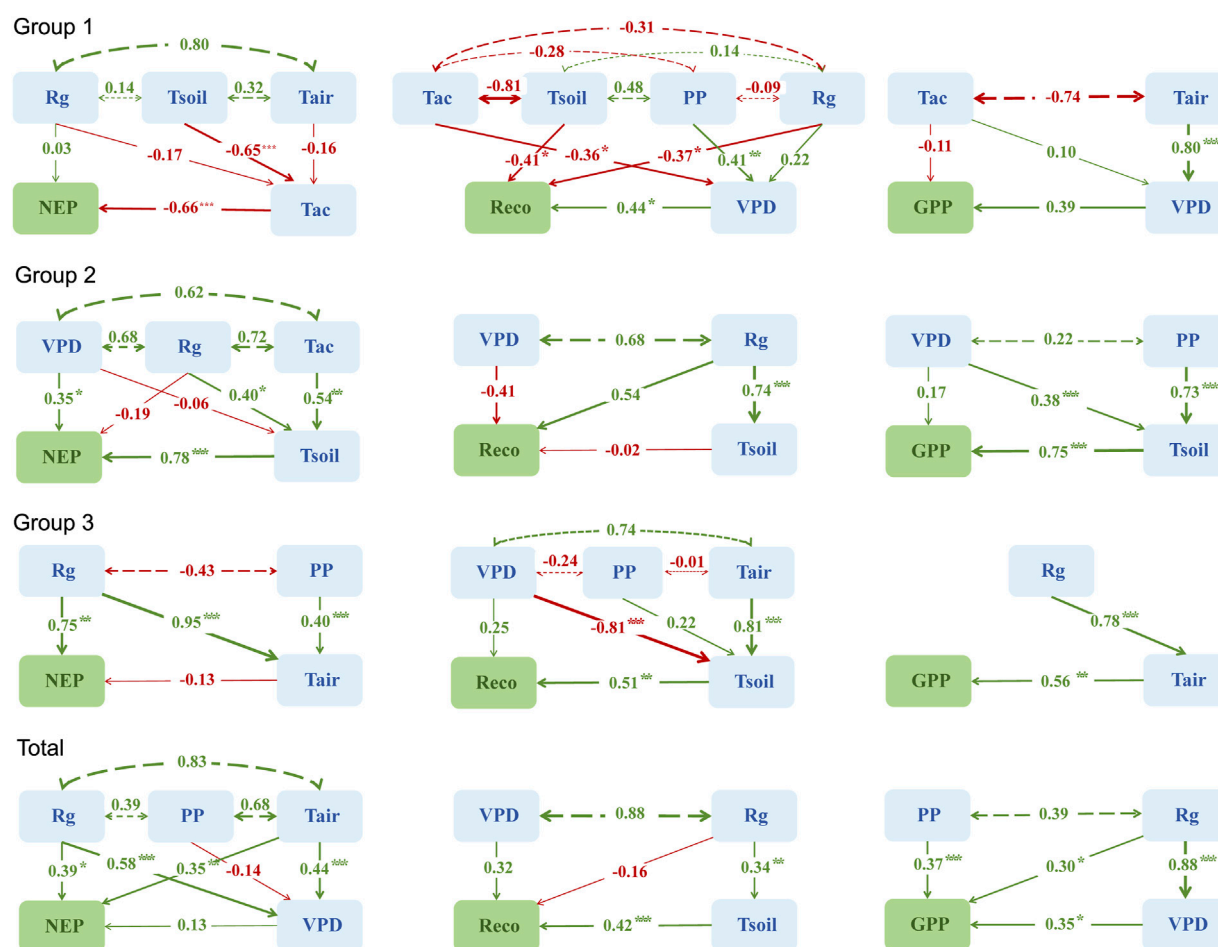 Group 1
0.80 -0.31
-0.28 0.14
Rg 0.14 Tsoil 0.32 Tair Tac -0.81 Tsoil 0.48 PP -0.09 Rg Tac -0.74 Tair
0.03 -0.17 -0.65*** -0.16 -0.41* -0.36* -0.37* 0.41** 0.22 -0.11 0.10 0.80***
NEP -0.66*** Tac Reco 0.44* VPD GPP 0.39 VPD
Group 2
0.62
VPD 0.68 Rg 0.72 Tac VPD 0.68 Rg VPD 0.22 PP
0.35* -0.19 -0.06 0.40* 0.54** -0.41 0.54 0.74*** 0.17 0.38*** 0.73***
NEP 0.78*** Tsoil Reco -0.02 Tsoil GPP 0.75*** Tsoil
Group 3
0.74
Rg -0.43 PP VPD -0.24 PP -0.01 Tair Rg
0.75** 0.95*** 0.40*** 0.25 -0.81*** 0.22 0.81*** 0.78***
NEP -0.13 Tair Reco 0.51** Tsoil GPP 0.56** Tair
Total
0.83
Rg 0.39 PP 0.68 Tair VPD 0.88 Rg PP 0.39 Rg
0.39* 0.58*** 0.35** -0.14 0.44*** 0.32 -0.16 0.34** 0.37*** 0.30* 0.88***
NEP 0.13 VPD Reco 0.42*** Tsoil GPP 0.35* VPD